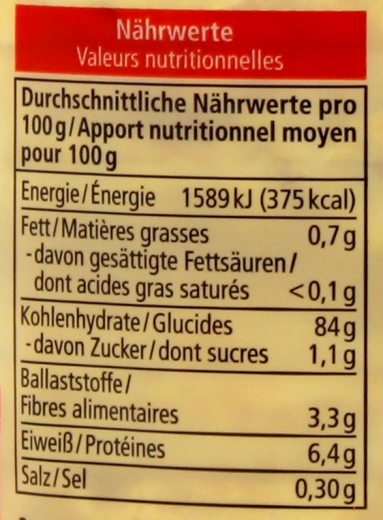 Nährwerte
Valeurs nutritionnelles
Durchschnittliche Nährwerte pro
100g/Apport nutritionnel moyen
pour 100g
Energie/Énergie 1589kJ (375kcal)
Fett/Matières grasses 0,7g
-davon gesättigte Fettsäuren/
dont acides gras saturés <0,1g
Kohlenhydrate/Glucides 84g
-davon Zucker/dont sucres 1,1g
Ballaststoffe/
Fibres alimentaires 3,3g
Eiweiß/Protéines 6,4g
Salz/Sel 0,30g